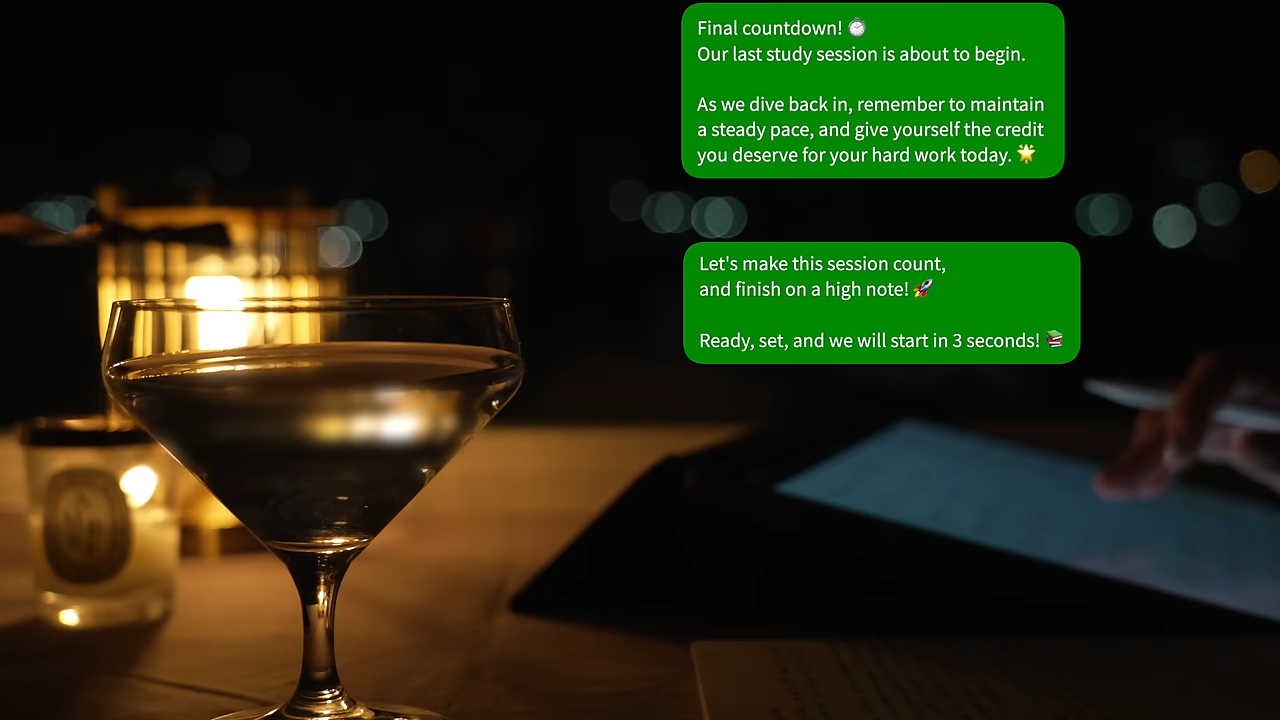 Final countdown! ⏱️
Our last study session is about to begin.
As we dive back in, remember to maintain
a steady pace, and give yourself the credit
you deserve for your hard work today. 🌟
Let's make this session count,
and finish on a high note! 🚀
Ready, set, and we will start in 3 seconds! 📚